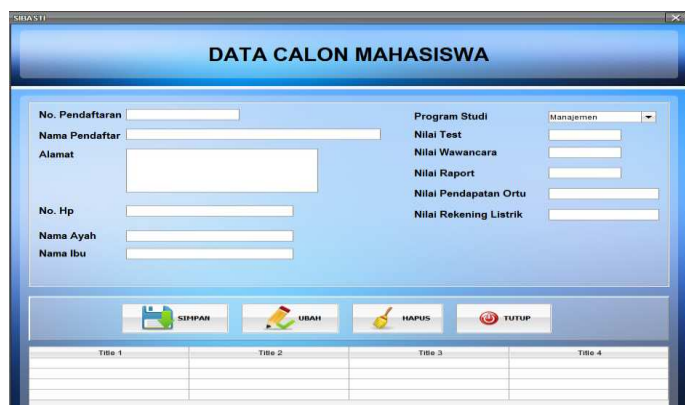 SIBASTI
DATA CALON MAHASISWA
No. Pendaftaran
Nama Pendaftar
Alamat
No. Hp
Nama Ayah
Nama Ibu
Program Studi Manajemen
Nilai Test
Nilai Wawancara
Nilai Raport
Nilai Pendapatan Ortu
Nilai Rekening Listrik
SIMPAN UBAH HAPUS TUTUP
Title 1 Title 2 Title 3 Title 4